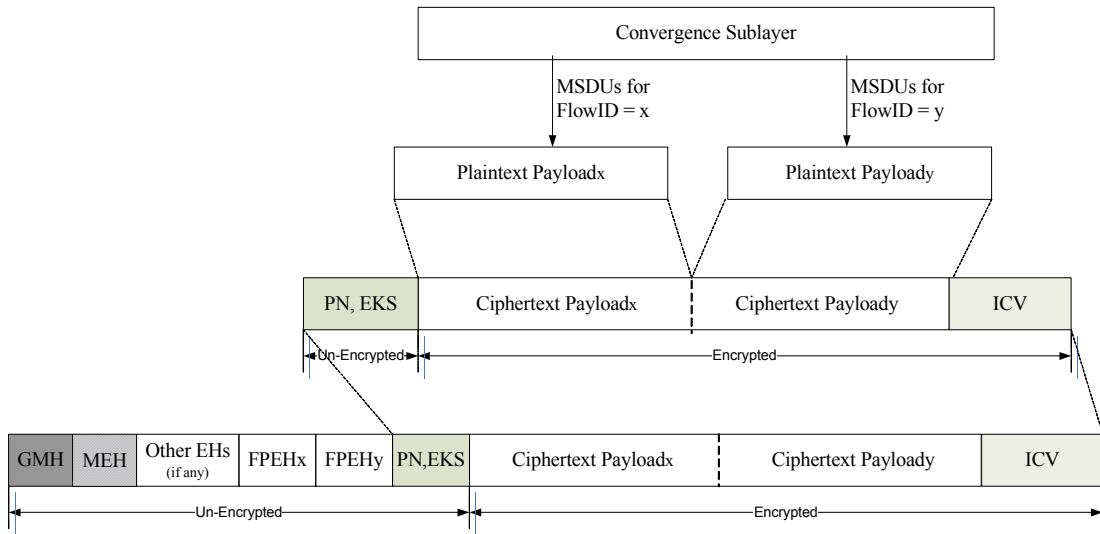 Convergence Sublayer
MSDUs for
FlowID = x
MSDUs for
FlowID = y
Plaintext Payloadx
Plaintext Payloady
PN, EKS
Ciphertext Payloadx
Ciphertext Payloady
ICV
Un-Encrypted
Encrypted
GMH
MEH
Other EHs
(if any)
FPEHx
FPEHy
PN,EKS
Ciphertext Payloadx
Ciphertext Payloady
ICV
Un-Encrypted
Encrypted